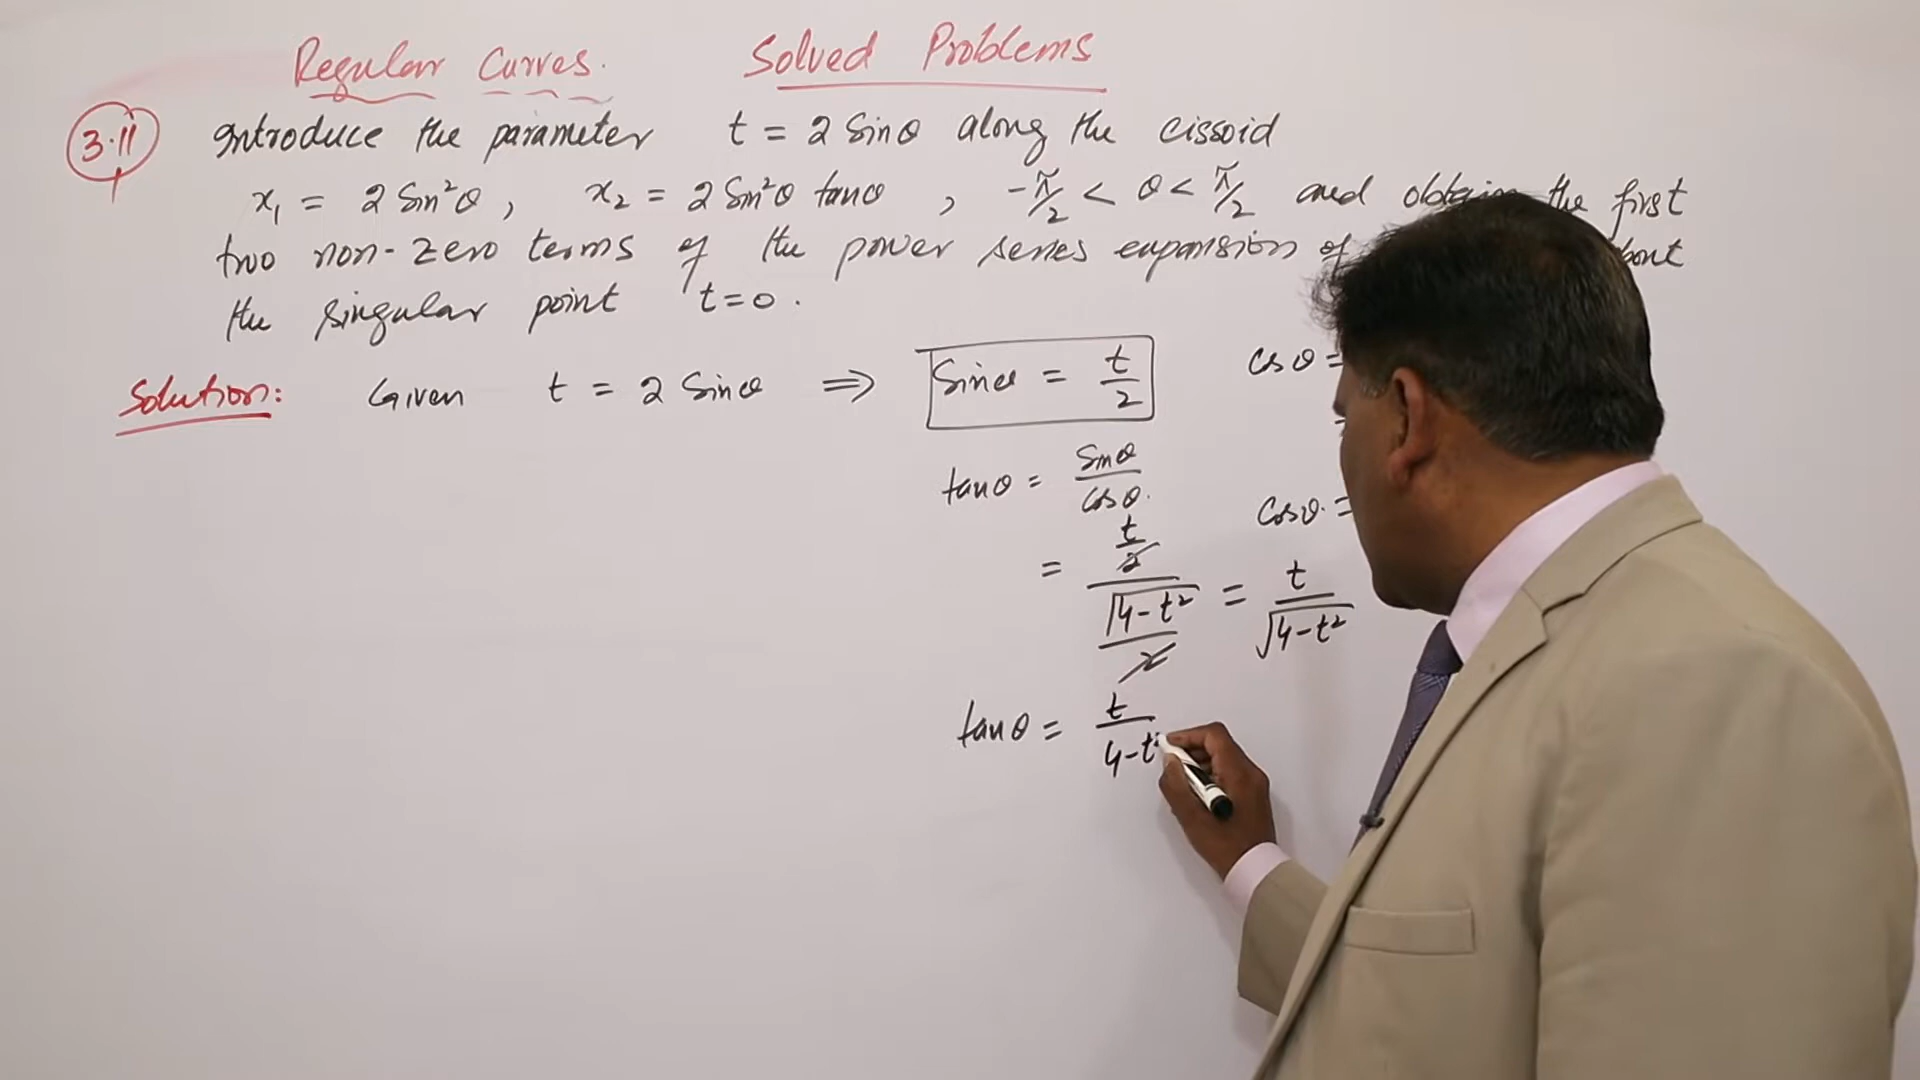 Regular Curves. Solved Problems
3.11 Introduce the parameter t = 2 Sinθ along the cissoid
x₁ = 2 Sin²θ, x₂ = 2 Sin²θ tanθ, -π/2 < θ < π/2 and obtain the first
two non-zero terms of the power series expansion of
the singular point t=0.
Solution: Given t = 2 Sinθ ⇒ Sinθ = t/2
cosθ =
tanθ = Sinθ/cosθ.
cosθ. =
= (t/2)/(√(4-t²)/2) = t/√(4-t²)
tanθ = t/(4-t²)